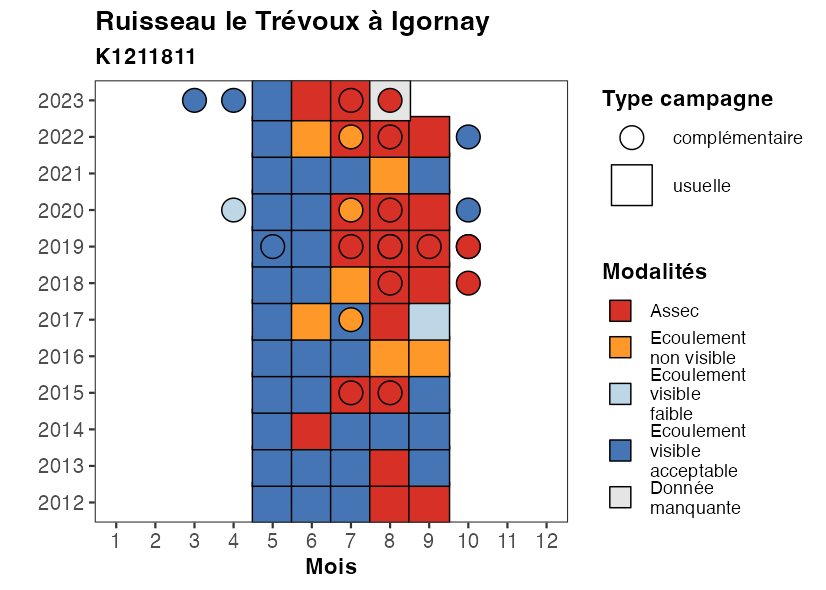 Ruisseau le Trévoux à Igornay
K1211811
2023
2022
2021
2020
2019
2018
2017
2016
2015
2014
2013
2012
1 2 3 4 5 6 7 8 9 10 11 12
Mois
Type campagne
complémentaire
usuelle
Modalités
Assec
Ecoulement
non visible
Ecoulement
visible
faible
Ecoulement
visible
acceptable
Donnée
manquante